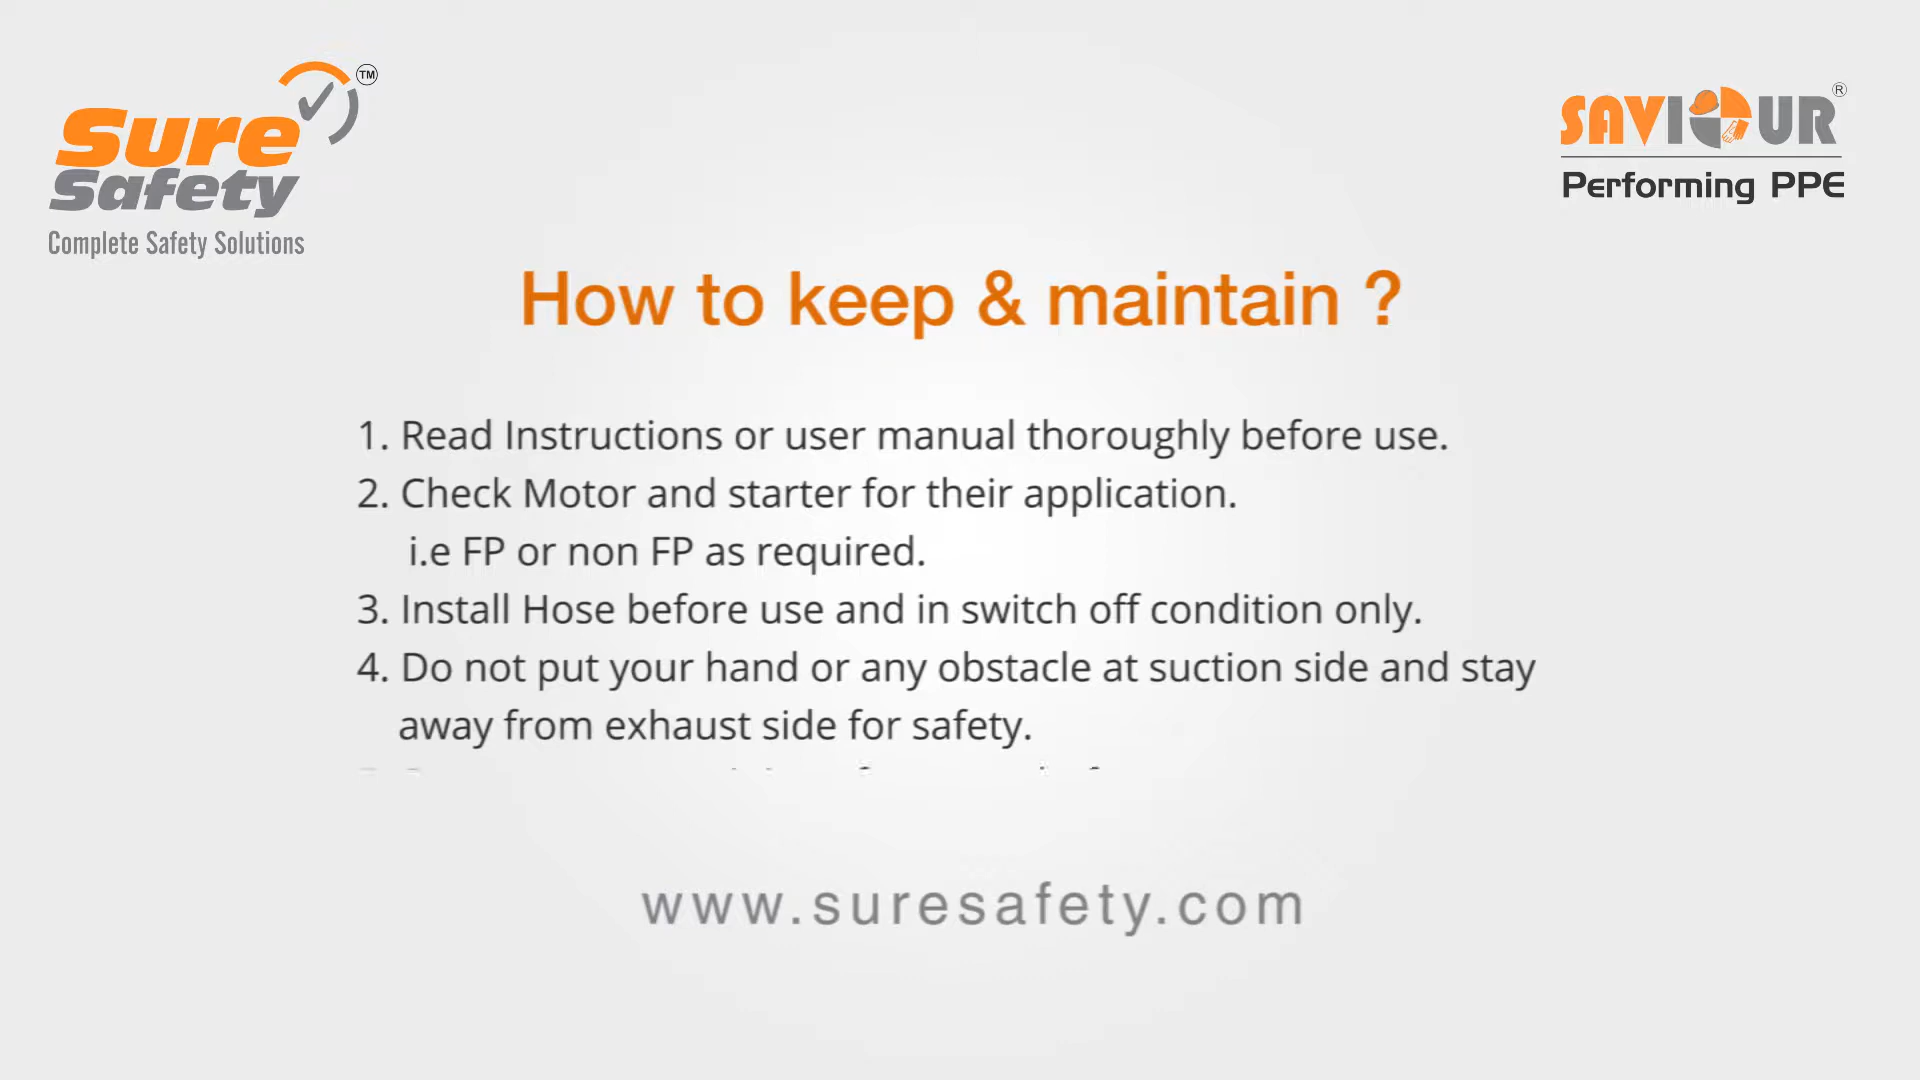 Sure
Safety
TM
Complete Safety Solutions
SAVIOUR®
Performing PPE
How to keep & maintain ?
1. Read Instructions or user manual thoroughly before use.
2. Check Motor and starter for their application.
i.e FP or non FP as required.
3. Install Hose before use and in switch off condition only.
4. Do not put your hand or any obstacle at suction side and stay
away from exhaust side for safety.
www.suresafety.com